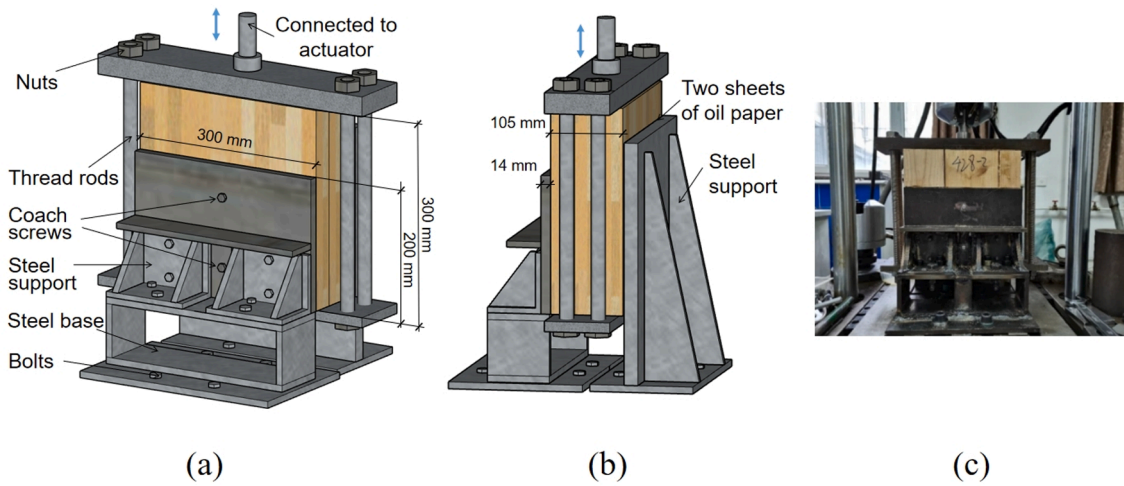 Connected to
actuator
Nuts
300 mm
Thread rods
Coach
screws
Steel
support
Steel base
Bolts
300 mm
200 mm
105 mm
14 mm
Two sheets
of oil paper
Steel
support
428-2
(a)
(b)
(c)